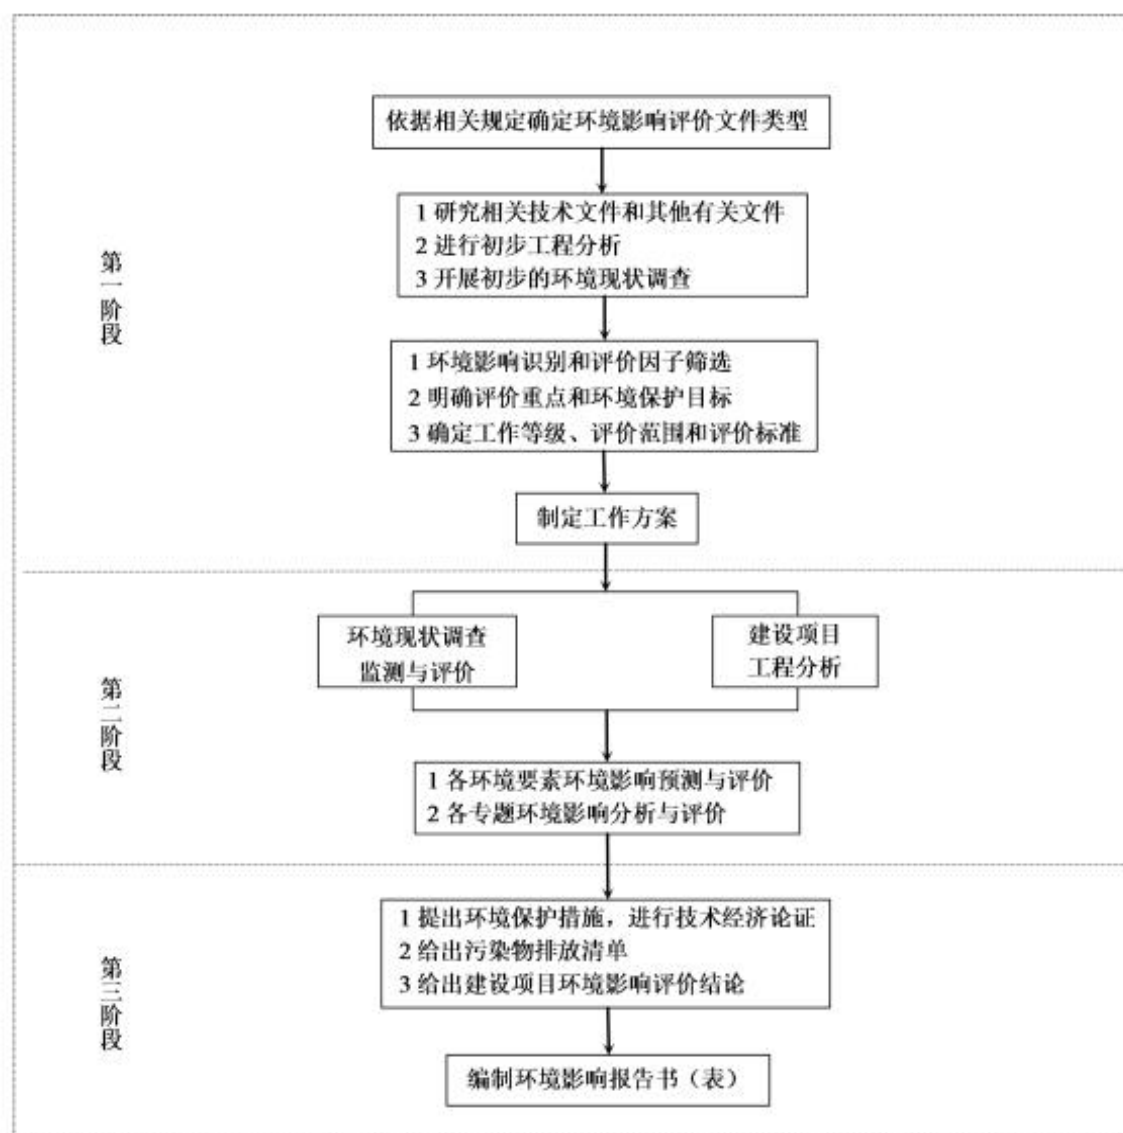 依据相关规定确定环境影响评价文件类型
1 研究相关技术文件和其他有关文件
2 进行初步工程分析
3 开展初步的环境现状调查
第一阶段
1 环境影响识别和评价因子筛选
2 明确评价重点和环境保护目标
3 确定工作等级、评价范围和评价标准
制定工作方案
环境现状调查
监测与评价
建设项目
工程分析
第二阶段
1 各环境要素环境影响预测与评价
2 各专题环境影响分析与评价
1 提出环境保护措施，进行技术经济论证
2 给出污染物排放清单
3 给出建设项目环境影响评价结论
第三阶段
编制环境影响报告书（表）